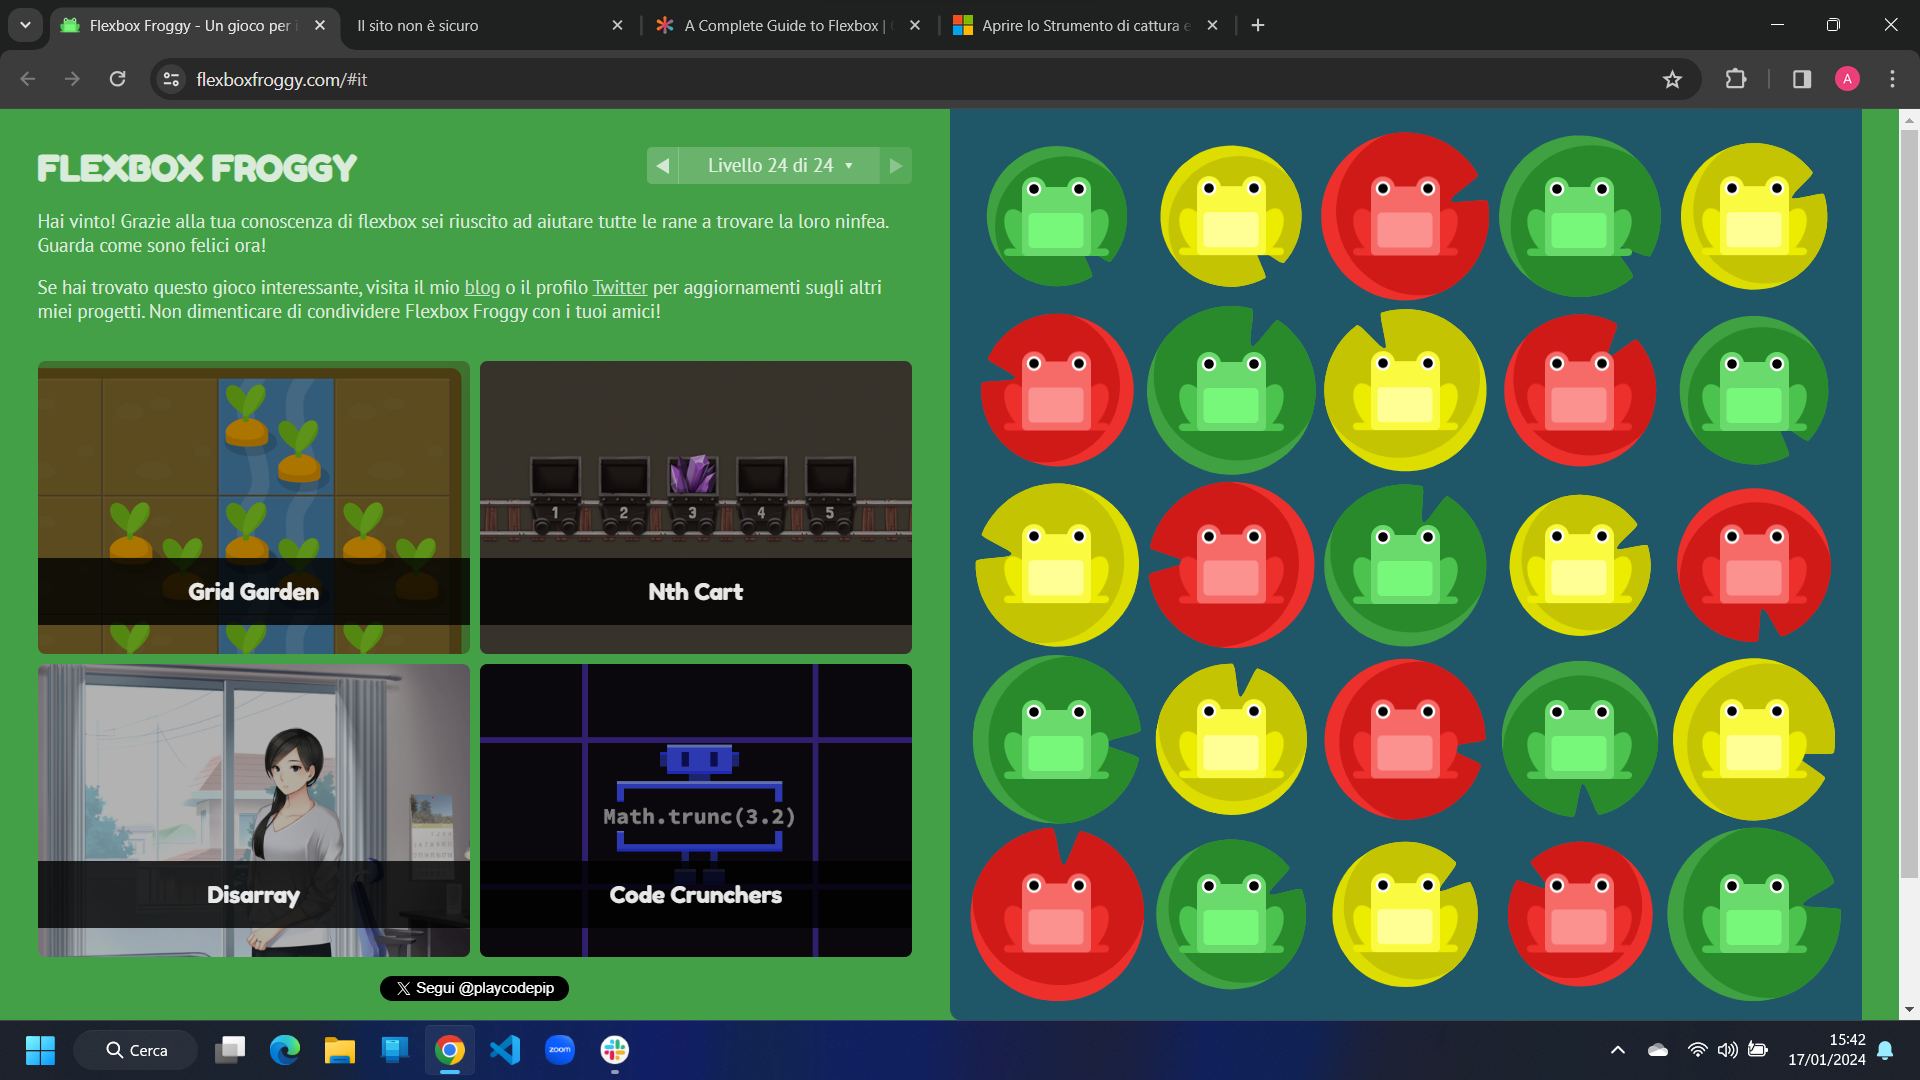 Flexbox Froggy - Un gioco per i
Il sito non è sicuro
A Complete Guide to Flexbox |
Aprire lo Strumento di cattura e
flexboxfroggy.com/#it
A
FLEXBOX FROGGY
Livello 24 di 24
Hai vinto! Grazie alla tua conoscenza di flexbox sei riuscito ad aiutare tutte le rane a trovare la loro ninfea.
Guarda come sono felici ora!
Se hai trovato questo gioco interessante, visita il mio blog o il profilo Twitter per aggiornamenti sugli altri
miei progetti. Non dimenticare di condividere Flexbox Froggy con i tuoi amici!
1 2 3 4 5
Grid Garden
Nth Cart
Math.trunc(3.2)
Disarray
Code Crunchers
Segui @playcodepip
Cerca
zoom
15:42
17/01/2024